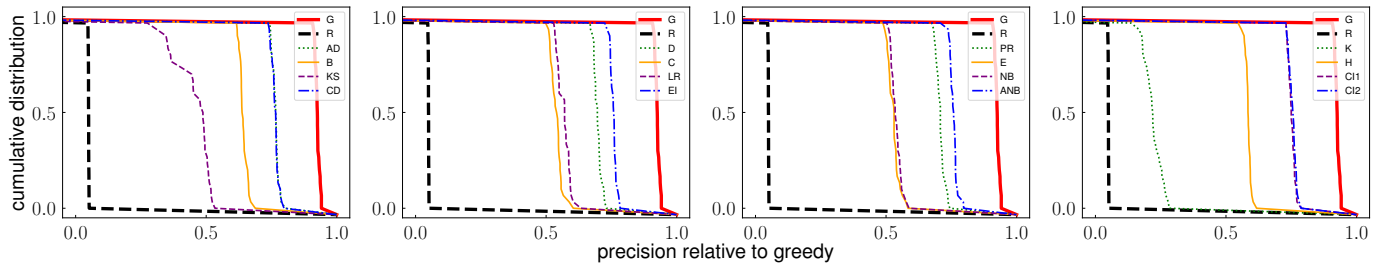 cumulative distribution
1.0
0.5
0.0
0.0
0.5
1.0
G
R
AD
B
KS
CD
1.0
0.5
0.0
0.0
0.5
1.0
G
R
D
C
LR
EI
1.0
0.5
0.0
0.0
0.5
1.0
G
R
PR
E
NB
ANB
1.0
0.5
0.0
0.0
0.5
1.0
G
R
K
H
CI1
CI2
precision relative to greedy